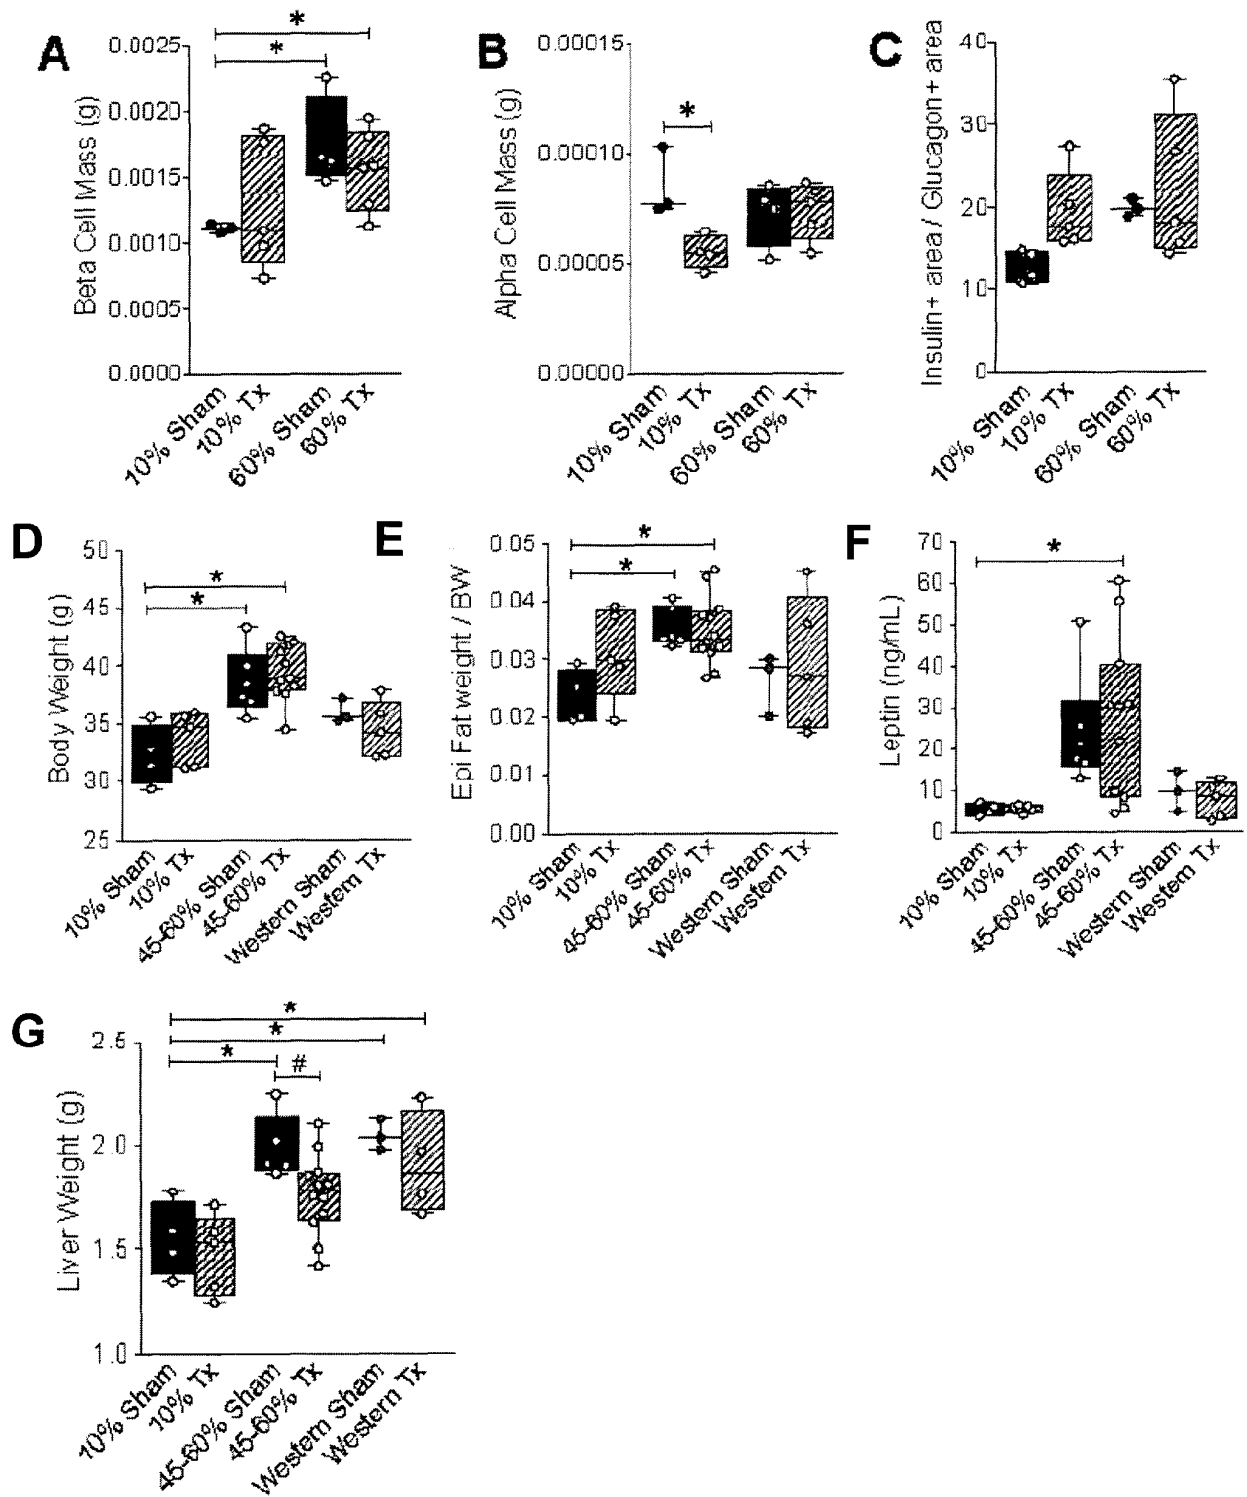 A
Beta Cell Mass (g)
0.0025
0.0020
0.0015
0.0010
0.0005
0.0000
*
*
10% Sham
10% Tx
60% Sham
60% Tx
B
Alpha Cell Mass (g)
0.00015
0.00010
0.00005
0.00000
*
10% Sham
10% Tx
60% Sham
60% Tx
C
Insulin+ area / Glucagon+ area
40
30
20
10
0
10% Sham
10% Tx
60% Sham
60% Tx
D
Body Weight (g)
50
45
40
35
30
25
*
*
10% Sham
10% Tx
45-60% Sham
45-60% Tx
Western Sham
Western Tx
E
Epi Fat weight / BW
0.05
0.04
0.03
0.02
0.01
0.00
*
*
10% Sham
10% Tx
45-60% Sham
45-60% Tx
Western Sham
Western Tx
F
Leptin (ng/mL)
70
60
50
40
30
20
10
0
*
10% Sham
10% Tx
45-60% Sham
45-60% Tx
Western Sham
Western Tx
G
Liver Weight (g)
2.5
2.0
1.5
1.0
*
*
*
#
10% Sham
10% Tx
45-60% Sham
45-60% Tx
Western Sham
Western Tx